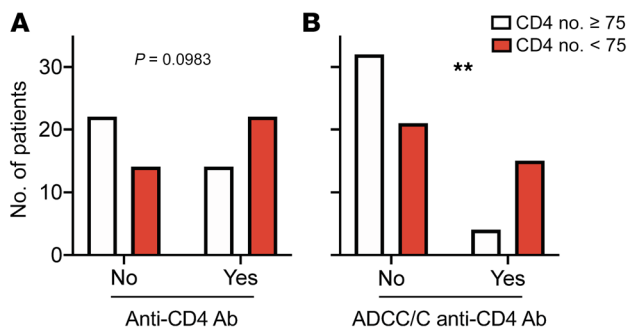 A
B
CD4 no. ≥ 75
CD4 no. < 75
P = 0.0983
**
No. of patients
30
20
10
0
No
Yes
No
Yes
Anti-CD4 Ab
ADCC/C anti-CD4 Ab